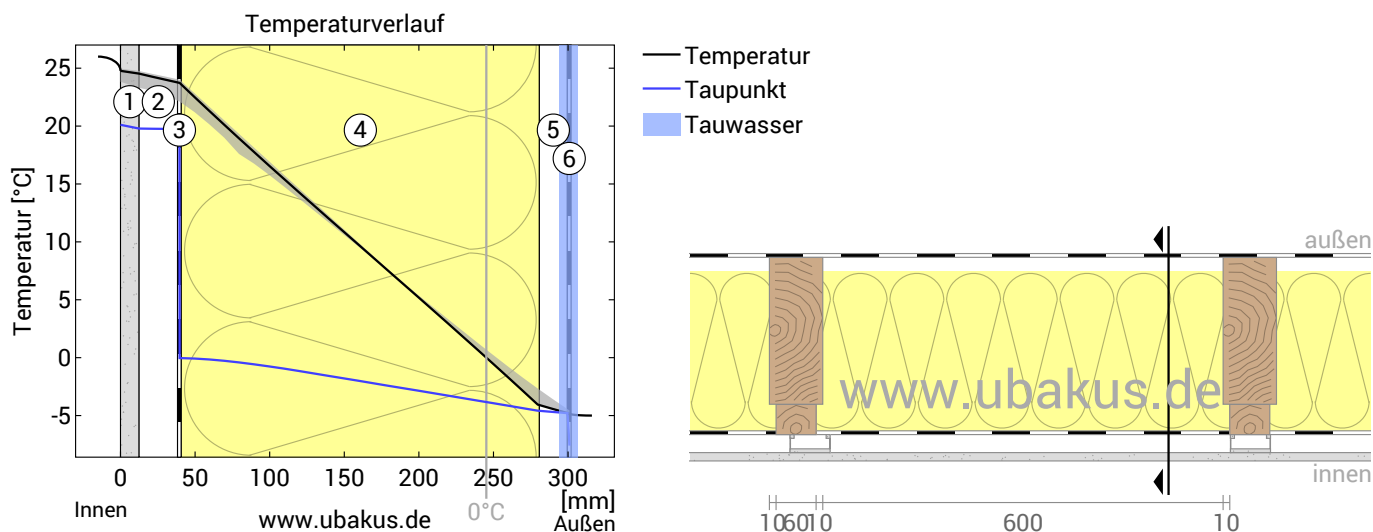 Temperaturverlauf
Temperatur [°C]
25
20
15
10
5
0
-5
1
2
3
4
5
6
0
50
100
150
200
250
300
[mm]
Innen
www.ubakus.de
0°C
Außen
Temperatur
Taupunkt
Tauwasser
außen
www.ubakus.de
innen
10
60
10
600
10